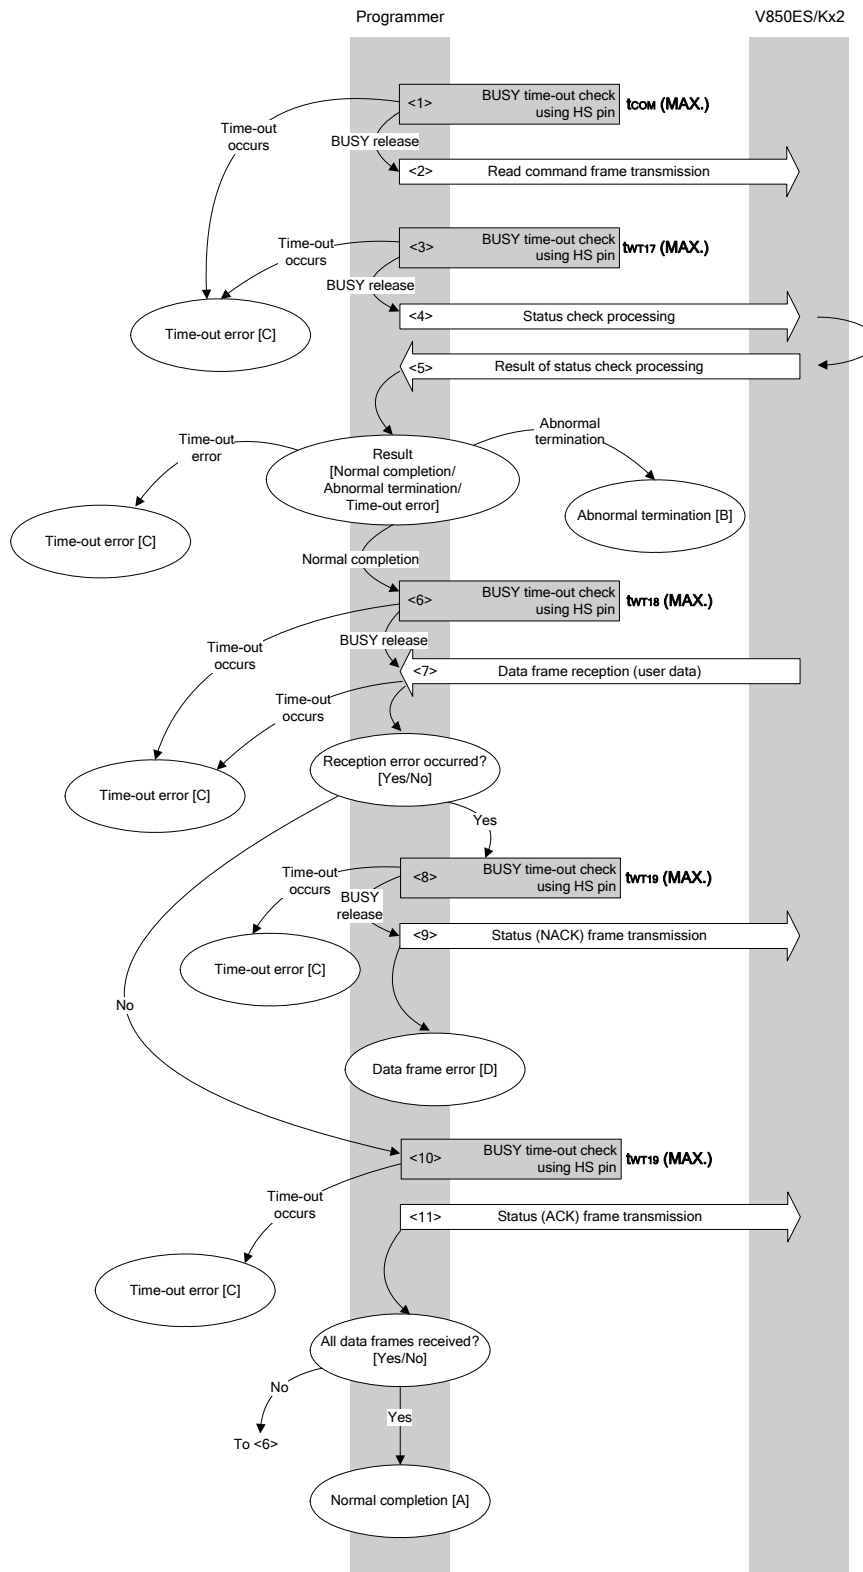 Programmer
V850ES/Kx2
<1>
BUSY time-out check
using HS pin
tCOM (MAX.)
Time-out
occurs
BUSY release
<2>
Read command frame transmission
<3>
BUSY time-out check
using HS pin
tWT17 (MAX.)
Time-out
occurs
BUSY release
<4>
Status check processing
Time-out error [C]
<5>
Result of status check processing
Time-out
error
Abnormal
termination
Result
[Normal completion/
Abnormal termination/
Time-out error]
Time-out error [C]
Abnormal termination [B]
Normal completion
<6>
BUSY time-out check
using HS pin
tWT18 (MAX.)
Time-out
occurs
BUSY release
<7>
Data frame reception (user data)
Time-out
occurs
Time-out error [C]
Reception error occurred?
[Yes/No]
Yes
<8>
BUSY time-out check
using HS pin
tWT19 (MAX.)
Time-out
occurs
BUSY
release
<9>
Status (NACK) frame transmission
Time-out error [C]
No
Data frame error [D]
<10>
BUSY time-out check
using HS pin
tWT19 (MAX.)
Time-out
occurs
<11>
Status (ACK) frame transmission
Time-out error [C]
All data frames received?
[Yes/No]
No
Yes
To <6>
Normal completion [A]